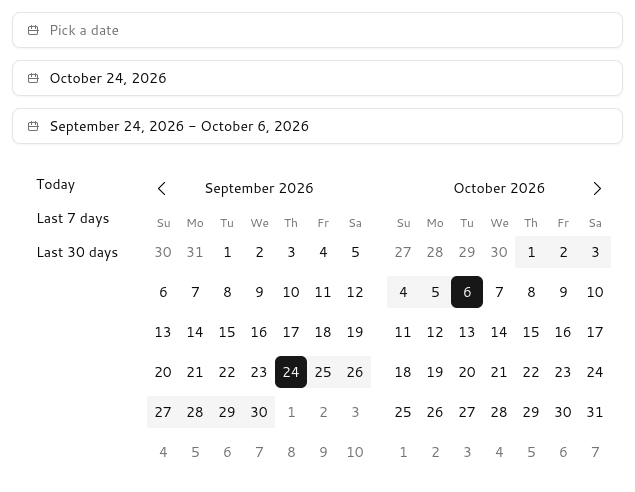 Pick a date
October 24, 2026
September 24, 2026 – October 6, 2026
Today
Last 7 days
Last 30 days
September 2026
Su Mo Tu We Th Fr Sa
30 31 1 2 3 4 5
6 7 8 9 10 11 12
13 14 15 16 17 18 19
20 21 22 23 24 25 26
27 28 29 30 1 2 3
4 5 6 7 8 9 10
October 2026
Su Mo Tu We Th Fr Sa
27 28 29 30 1 2 3
4 5 6 7 8 9 10
11 12 13 14 15 16 17
18 19 20 21 22 23 24
25 26 27 28 29 30 31
1 2 3 4 5 6 7